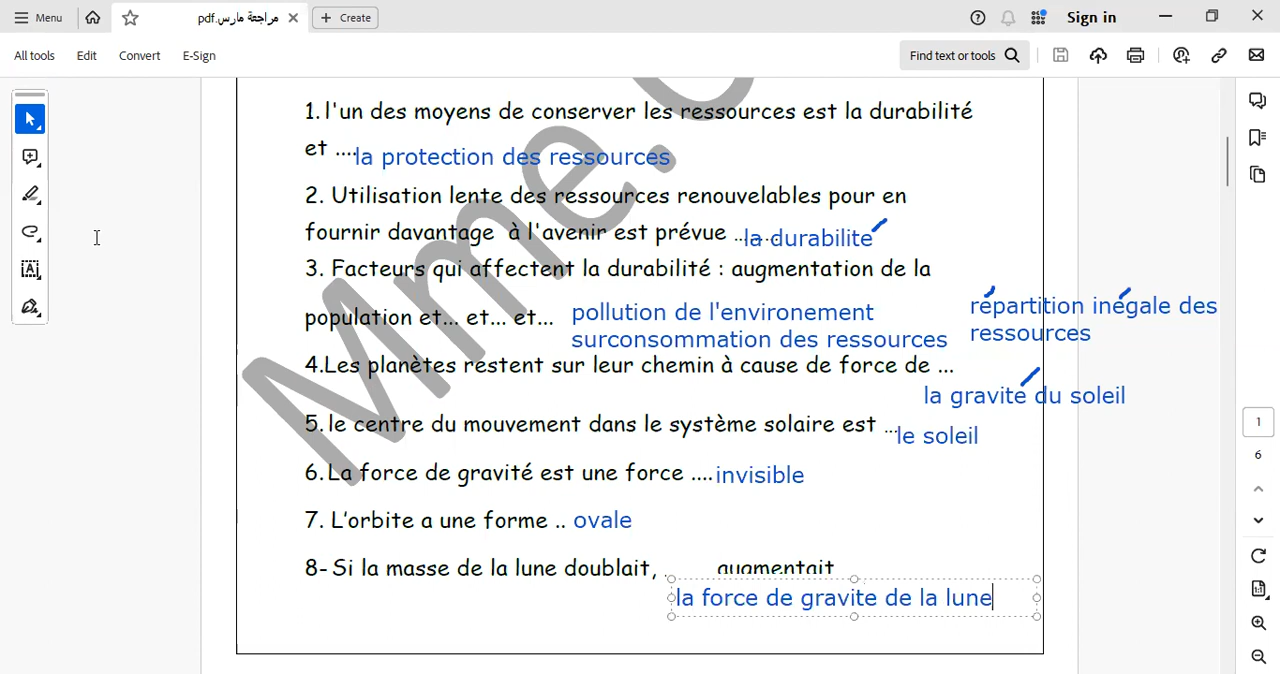 Menu
مراجعة مارس.pdf
Create
Sign in
All tools
Edit
Convert
E-Sign
Find text or tools
Mme.
1. l'un des moyens de conserver les ressources est la durabilité
et ....la protection des ressources
2. Utilisation lente des ressources renouvelables pour en
fournir davantage à l'avenir est prévue ......la durabilité
3. Facteurs qui affectent la durabilité : augmentation de la
population et... et... et...
pollution de l'environement
surconsommation des ressources
répartition inégale des
ressources
4.Les planètes restent sur leur chemin à cause de force de ...
la gravité du soleil
5. le centre du mouvement dans le système solaire est ...le soleil
6. La force de gravité est une force ....invisible
7. L'orbite a une forme .. ovale
8- Si la masse de la lune doublait, . augmentait
la force de gravite de la lune
1
6